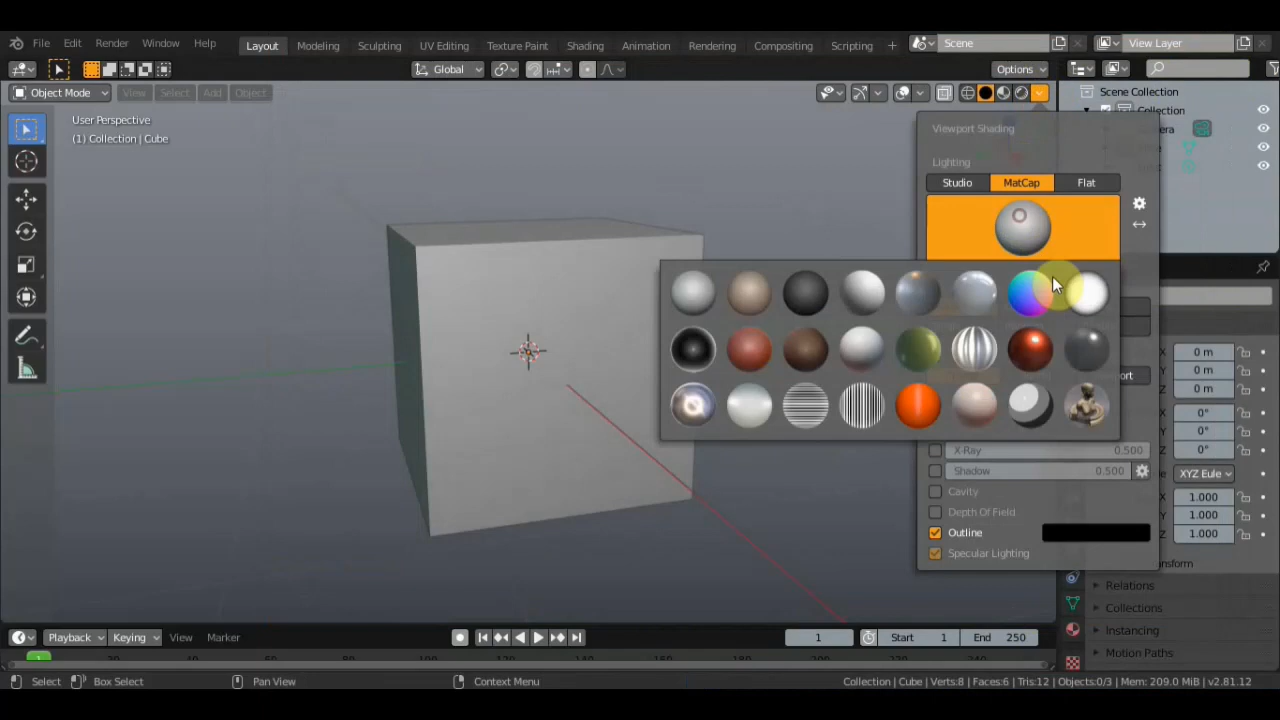 File Edit Render Window Help Layout Modeling Sculpting UV Editing Texture Paint Shading Animation Rendering Compositing Scripting + Scene View Layer
Global Options
Object Mode View Select Add Object Scene Collection
User Perspective
(1) Collection | Cube
Collection
Viewport Shading
Lighting
Studio MatCap Flat
0 m
0 m
Z 0 m
0°
0°
0°
X-Ray 0.500
Shadow 0.500
XYZ Eule
Cavity
1.000
Depth Of Field
1.000
Outline
Z 1.000
Specular Lighting
Relations
Collections
Instancing
Motion Paths
Playback Keying View Marker 1 Start 1 End 250
Select Box Select Pan View Context Menu Collection | Cube | Verts:8 | Faces:6 | Tris:12 | Objects:0/3 | Mem: 209.0 MiB | v2.81.12